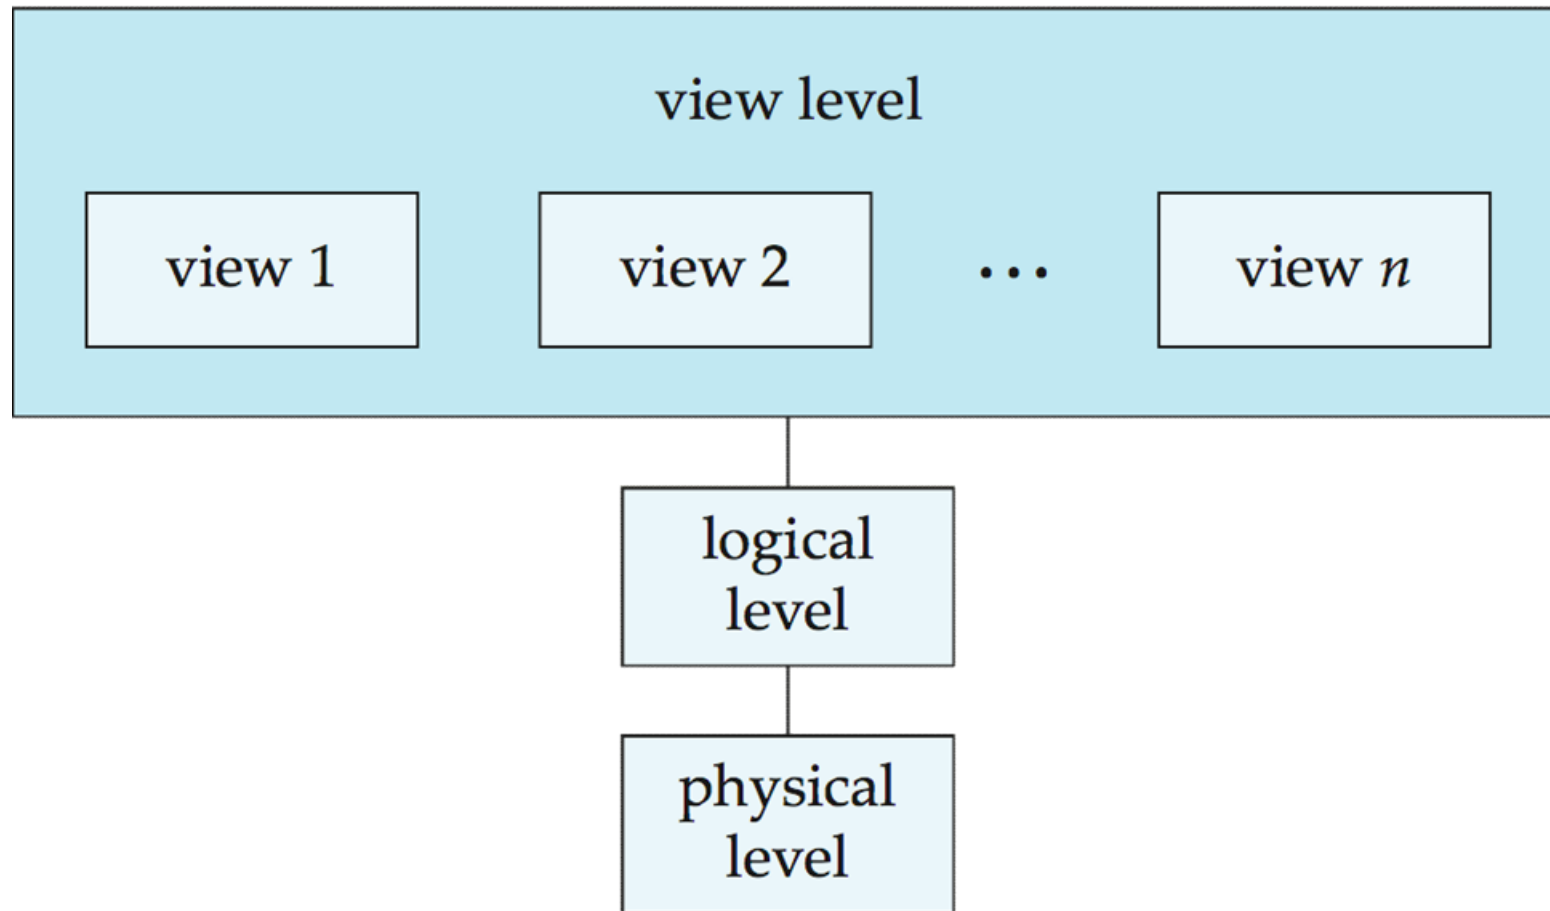 view level
view 1 view 2 ... view n
logical
level
physical
level